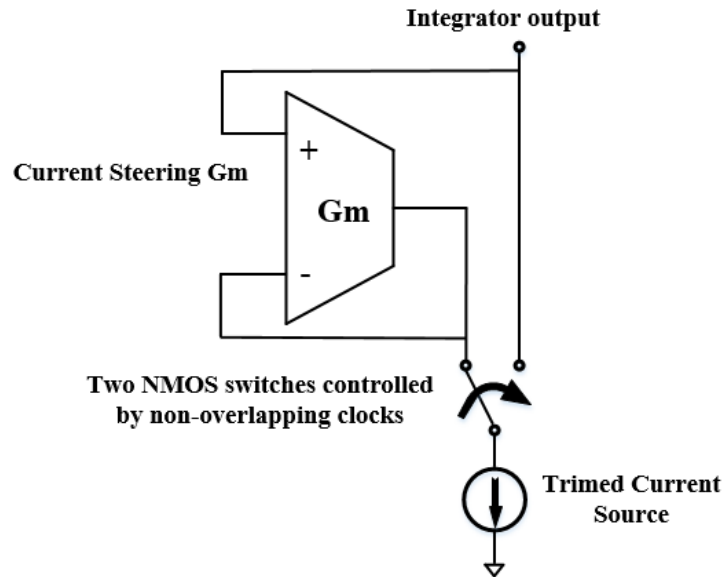 Integrator output
+
Current Steering Gm
Gm
-
Two NMOS switches controlled
by non-overlapping clocks
Trimed Current
Source